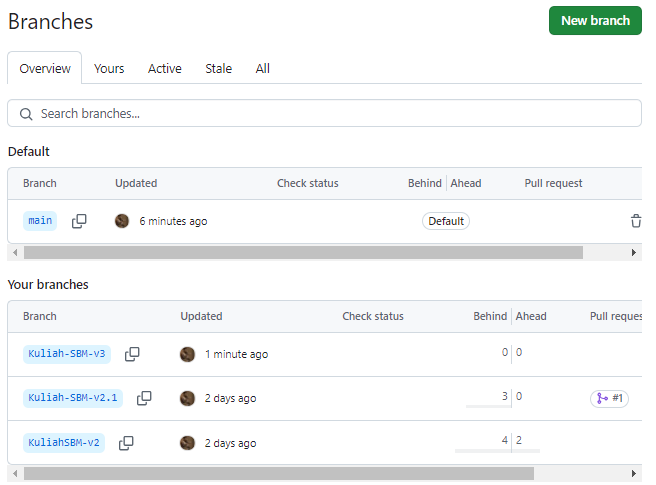 Branches
New branch
Overview Yours Active Stale All
Search branches...
Default
Branch Updated Check status Behind Ahead Pull request
main 6 minutes ago Default
Your branches
Branch Updated Check status Behind Ahead Pull reques
Kuliah-SBM-v3 1 minute ago 0 0
Kuliah-SBM-v2.1 2 days ago 3 0 #1
KuliahSBM-v2 2 days ago 4 2